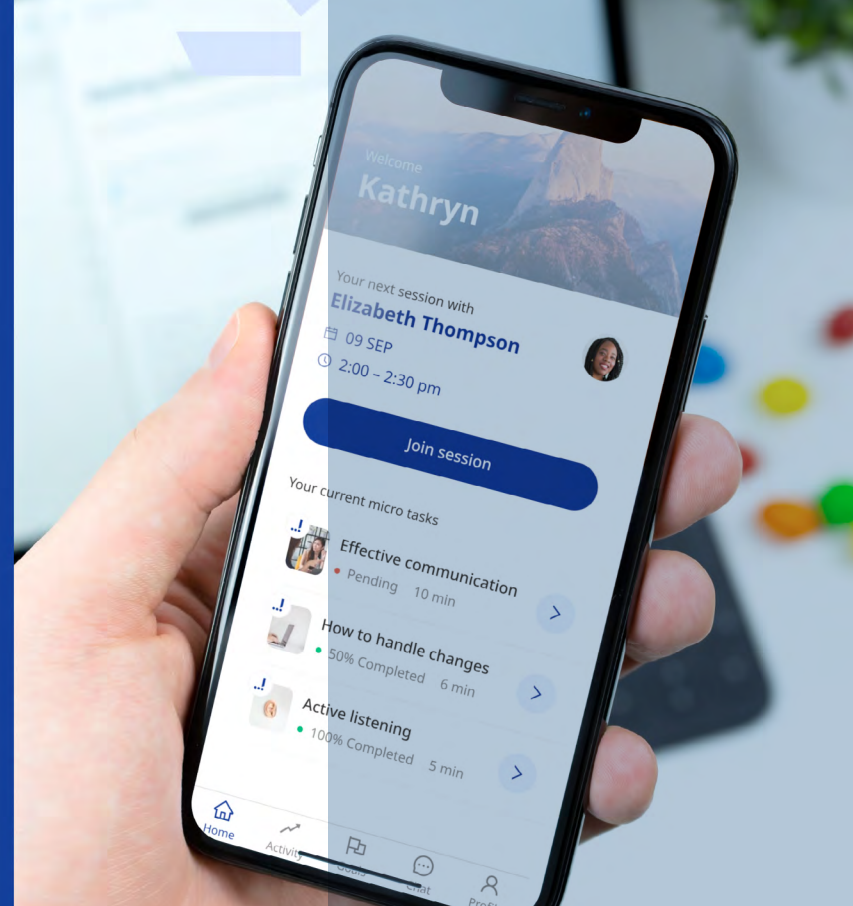 Welcome
Kathryn
Your next session with
Elizabeth Thompson
09 SEP
2:00 – 2:30 pm
Join session
Your current micro tasks
Effective communication
Pending 10 min
How to handle changes
50% Completed 6 min
Active listening
100% Completed 5 min
Home
Activity
Goals
Chat
Profile